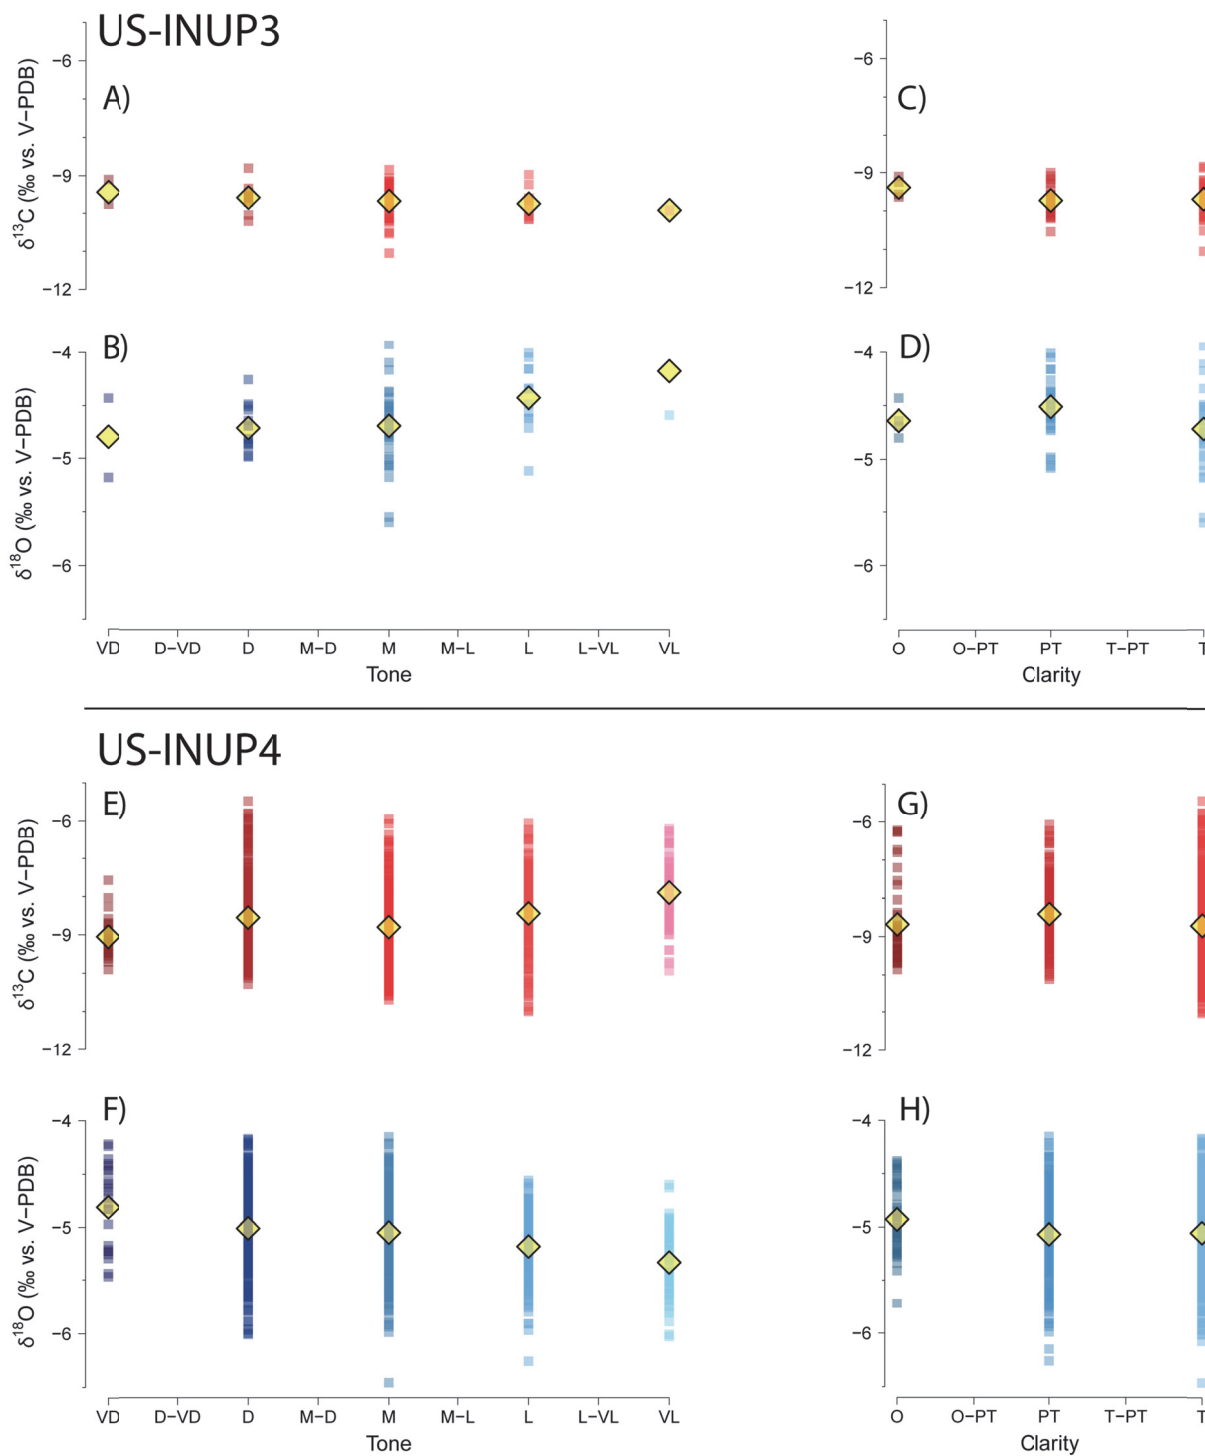 US-INUP3
A)
C)
δ13C (‰ vs. V−PDB)
−6
−9
−12
−6
−9
−12
B)
D)
δ18O (‰ vs. V−PDB)
−4
−5
−6
−4
−5
−6
VD D−VD D M−D M M−L L L−VL VL
O O−PT PT T−PT T
Tone
Clarity
US-INUP4
E)
G)
δ13C (‰ vs. V−PDB)
−6
−9
−12
−6
−9
−12
F)
H)
δ18O (‰ vs. V−PDB)
−4
−5
−6
−4
−5
−6
VD D−VD D M−D M M−L L L−VL VL
O O−PT PT T−PT T
Tone
Clarity